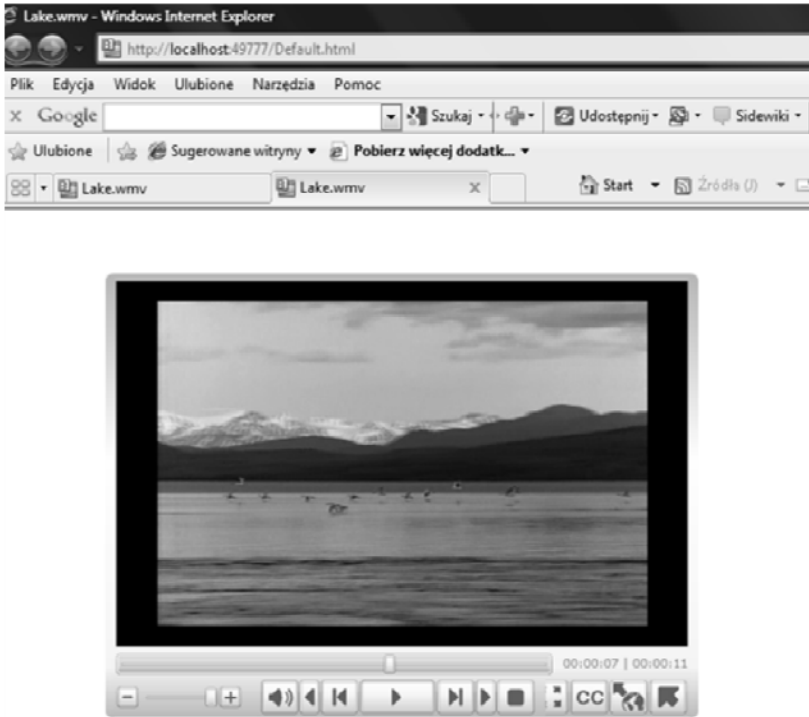 Lake.wmv - Windows Internet Explorer
http://localhost:49777/Default.html
Plik Edycja Widok Ulubione Narzędzia Pomoc
x Google Szukaj Udostępnij Sidewiki
Ulubione Sugerowane witryny Pobierz więcej dodatk...
Lake.wmv Lake.wmv X Start Źródła (J)
00:00:07 | 00:00:11
CC